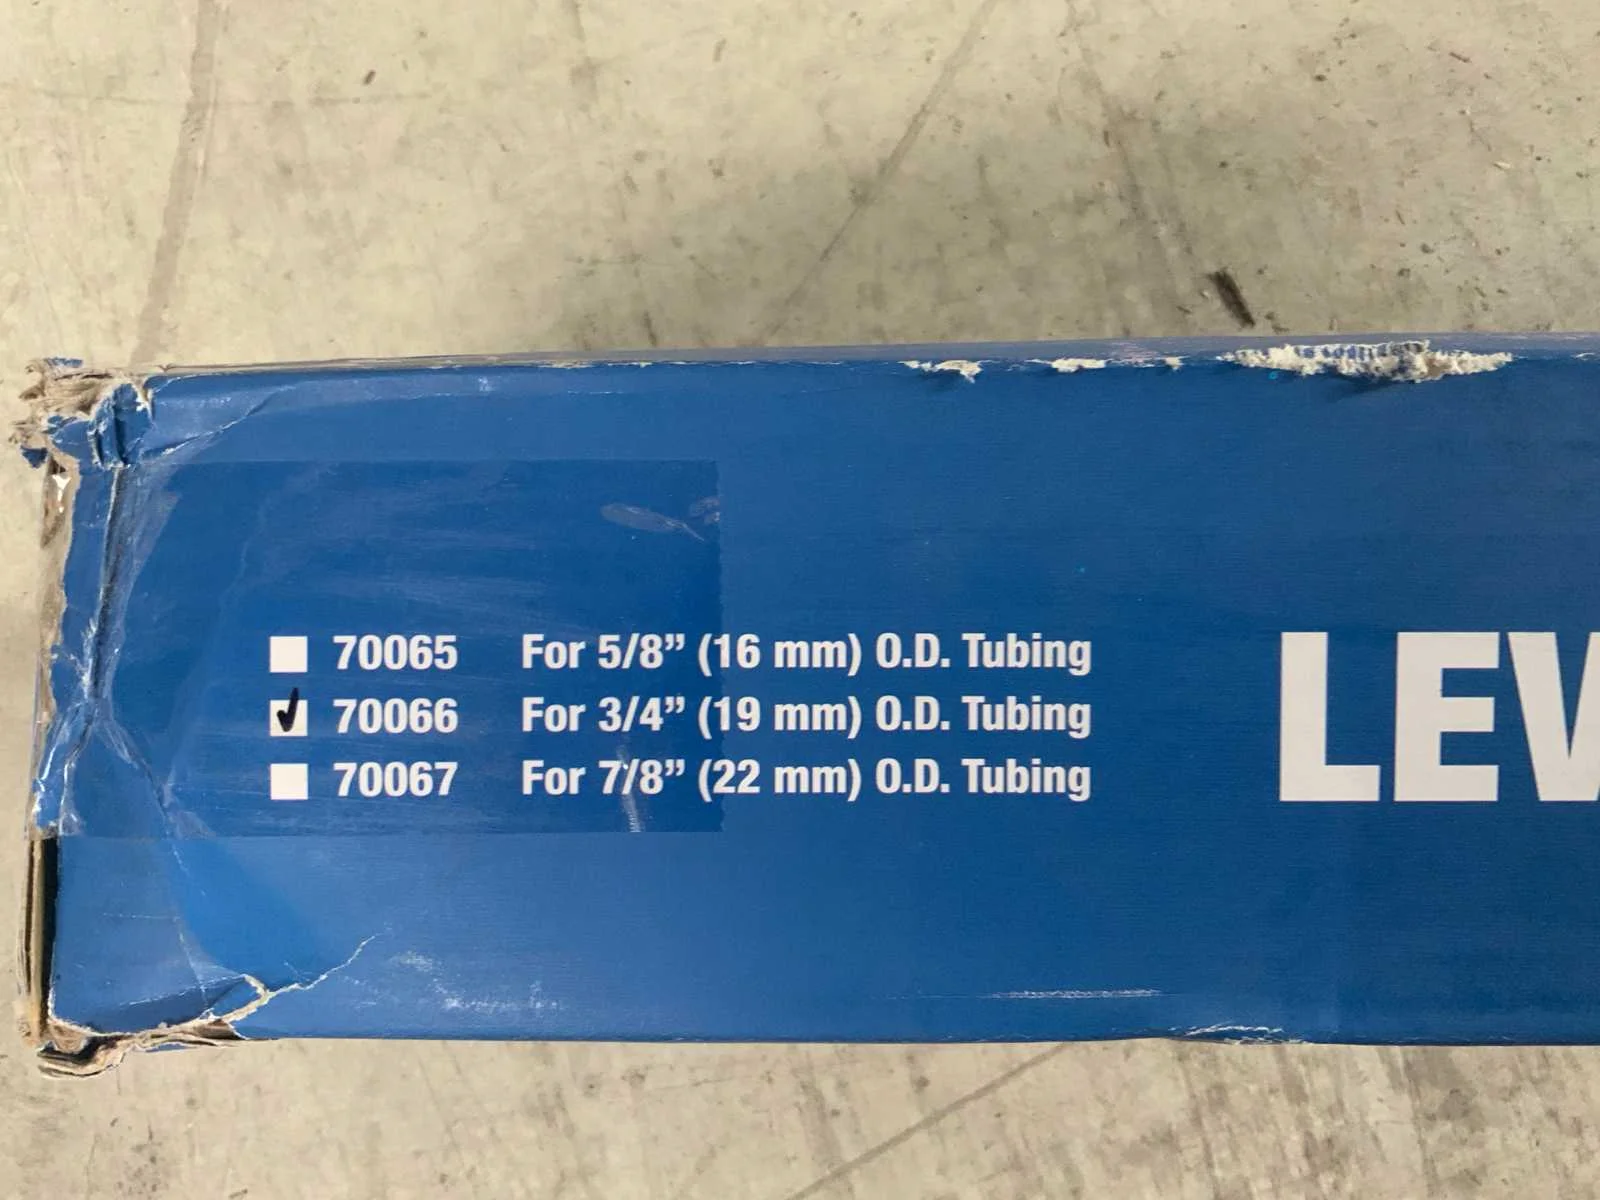 70065 For 5/8” (16 mm) O.D. Tubing
70066 For 3/4” (19 mm) O.D. Tubing
70067 For 7/8” (22 mm) O.D. Tubing
LEV